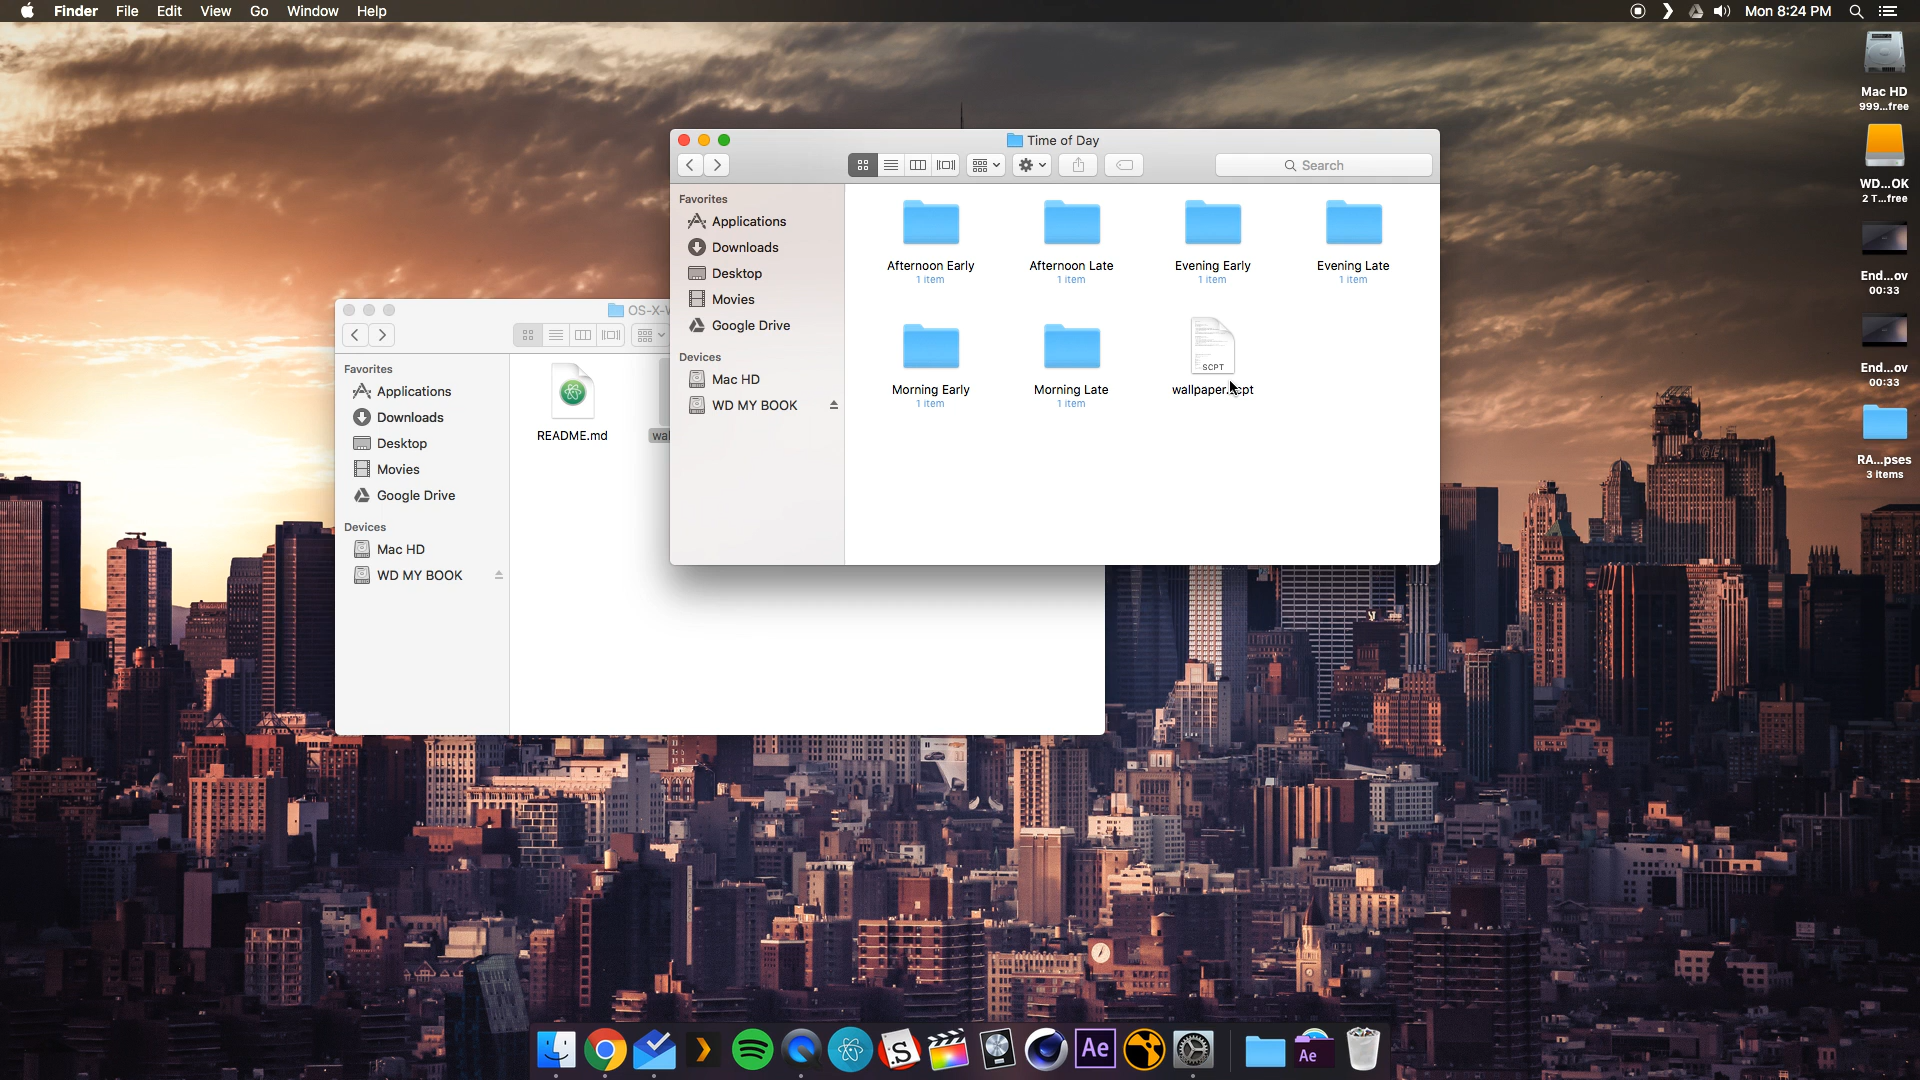 Finder File Edit View Go Window Help
Mon 8:24 PM
Mac HD
999...free
WD...OK
2 T...free
End...ov
00:33
End...ov
00:33
RA...pses
3 items
Time of Day
Search
Favorites
Applications
Downloads
Desktop
Movies
Google Drive
Devices
Mac HD
WD MY BOOK
Afternoon Early
1 item
Afternoon Late
1 item
Evening Early
1 item
Evening Late
1 item
Morning Early
1 item
Morning Late
1 item
SCPT
wallpaper.scpt
OS-X-W
Favorites
Applications
Downloads
Desktop
Movies
Google Drive
Devices
Mac HD
WD MY BOOK
README.md
wal
Ae
Ae